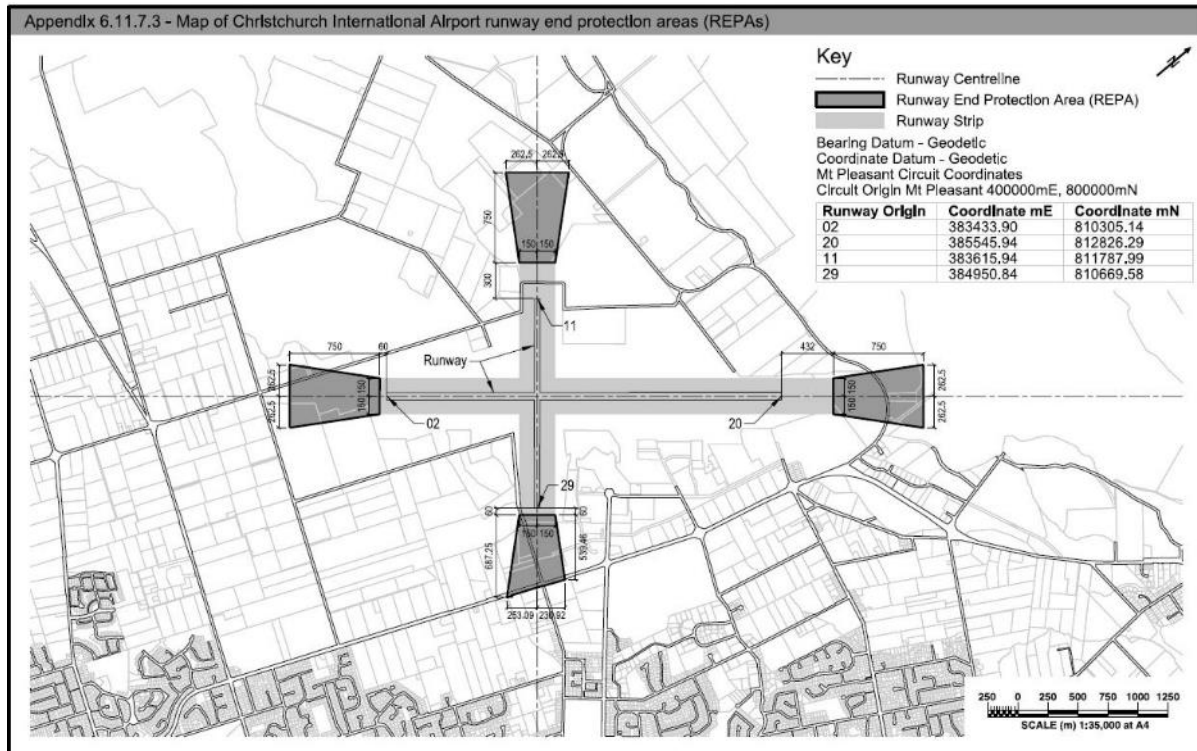 Appendix 6.11.7.3 - Map of Christchurch International Airport runway end protection areas (REPAs)
Key
Runway Centreline
Runway End Protection Area (REPA)
Runway Strip
Bearing Datum - Geodetic
Coordinate Datum - Geodetic
Mt Pleasant Circuit Coordinates
Circuit Origin Mt Pleasant 400000mE, 800000mN
Runway Origin Coordinate mE Coordinate mN
02 383433.90 810305.14
20 385545.94 812826.29
11 383615.94 811787.99
29 384950.84 810669.58
N
262.5 262.5
750
150 150
300
11
Runway
750 60
432 750
262.5
262.5
150 150
02
20
150 150
262.5
262.5
29
60
60
150 150
687.25
539.46
253.09 230.92
250 0 250 500 750 1000 1250
SCALE (m) 1:35,000 at A4